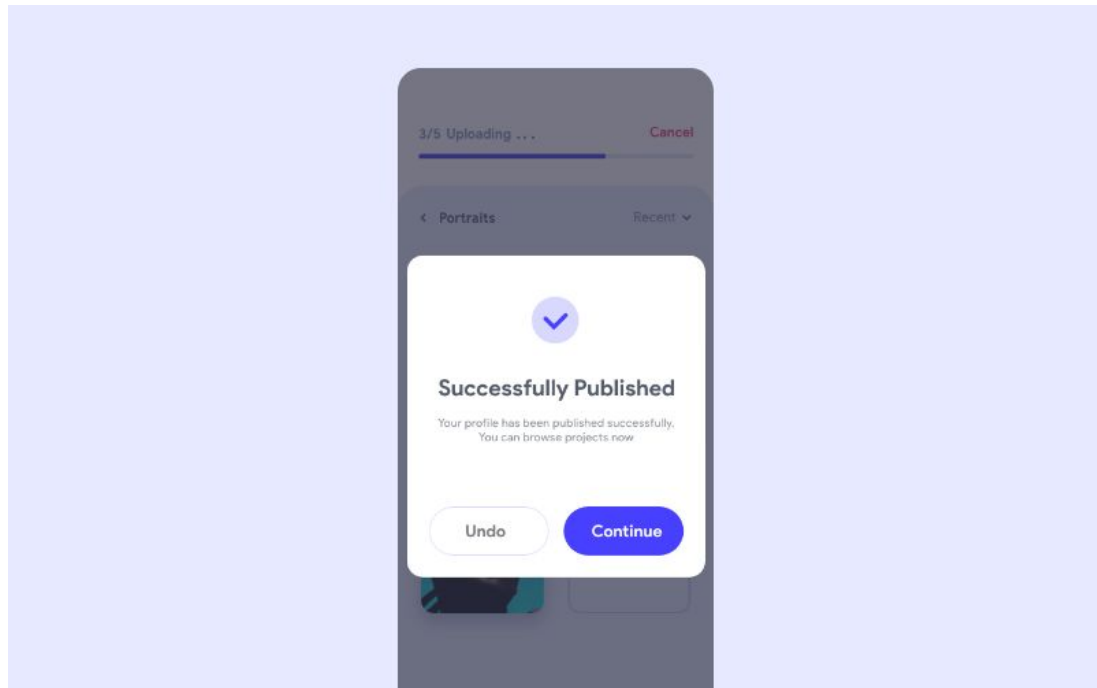 3/5 Uploading ...
Cancel
Portraits
Recent
Successfully Published
Your profile has been published successfully.
You can browse projects now
Undo
Continue